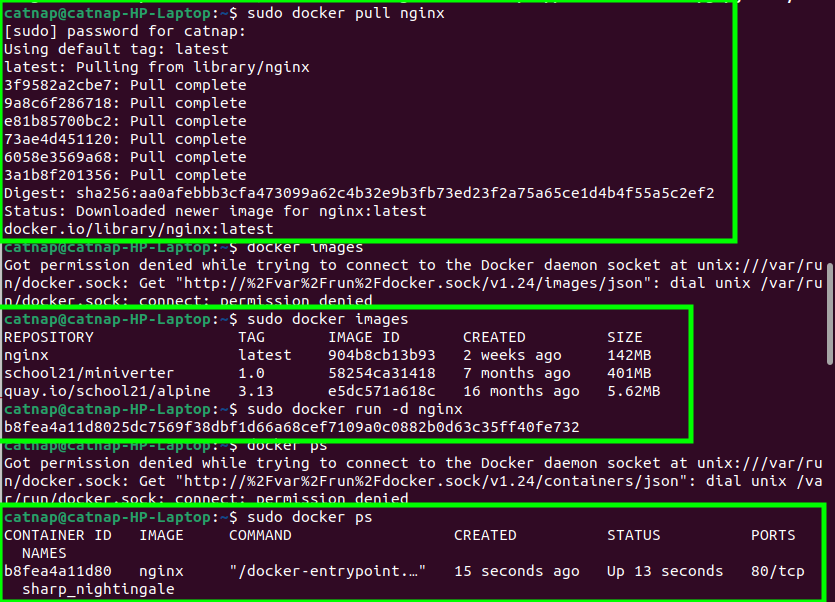 catnap@catnap-HP-Laptop:~$ sudo docker pull nginx
[sudo] password for catnap:
Using default tag: latest
latest: Pulling from library/nginx
3f9582a2cbe7: Pull complete
9a8c6f286718: Pull complete
e81b85700bc2: Pull complete
73ae4d451120: Pull complete
6058e3569a68: Pull complete
3a1b8f201356: Pull complete
Digest: sha256:aa0afebbb3cfa473099a62c4b32e9b3fb73ed23f2a75a65ce1d4b4f55a5c2ef2
Status: Downloaded newer image for nginx:latest
docker.io/library/nginx:latest
catnap@catnap-HP-Laptop:~$ docker images
Got permission denied while trying to connect to the Docker daemon socket at unix:///var/ru
n/docker.sock: Get "http://%2Fvar%2Frun%2Fdocker.sock/v1.24/images/json": dial unix /var/ru
n/docker.sock: connect: permission denied
catnap@catnap-HP-Laptop:~$ sudo docker images
REPOSITORY TAG IMAGE ID CREATED SIZE
nginx latest 904b8cb13b93 2 weeks ago 142MB
school21/miniverter 1.0 58254ca31418 7 months ago 401MB
quay.io/school21/alpine 3.13 e5dc571a618c 16 months ago 5.62MB
catnap@catnap-HP-Laptop:~$ sudo docker run -d nginx
b8fea4a11d8025dc7569f38dbf1d66a68cef7109a0c0882b0d63c35ff40fe732
catnap@catnap-HP-Laptop:~$ docker ps
Got permission denied while trying to connect to the Docker daemon socket at unix:///var/ru
n/docker.sock: Get "http://%2Fvar%2Frun%2Fdocker.sock/v1.24/containers/json": dial unix /va
r/run/docker.sock: connect: permission denied
catnap@catnap-HP-Laptop:~$ sudo docker ps
CONTAINER ID IMAGE COMMAND CREATED STATUS PORTS
NAMES
b8fea4a11d80 nginx "/docker-entrypoint.…" 15 seconds ago Up 13 seconds 80/tcp
sharp_nightingale